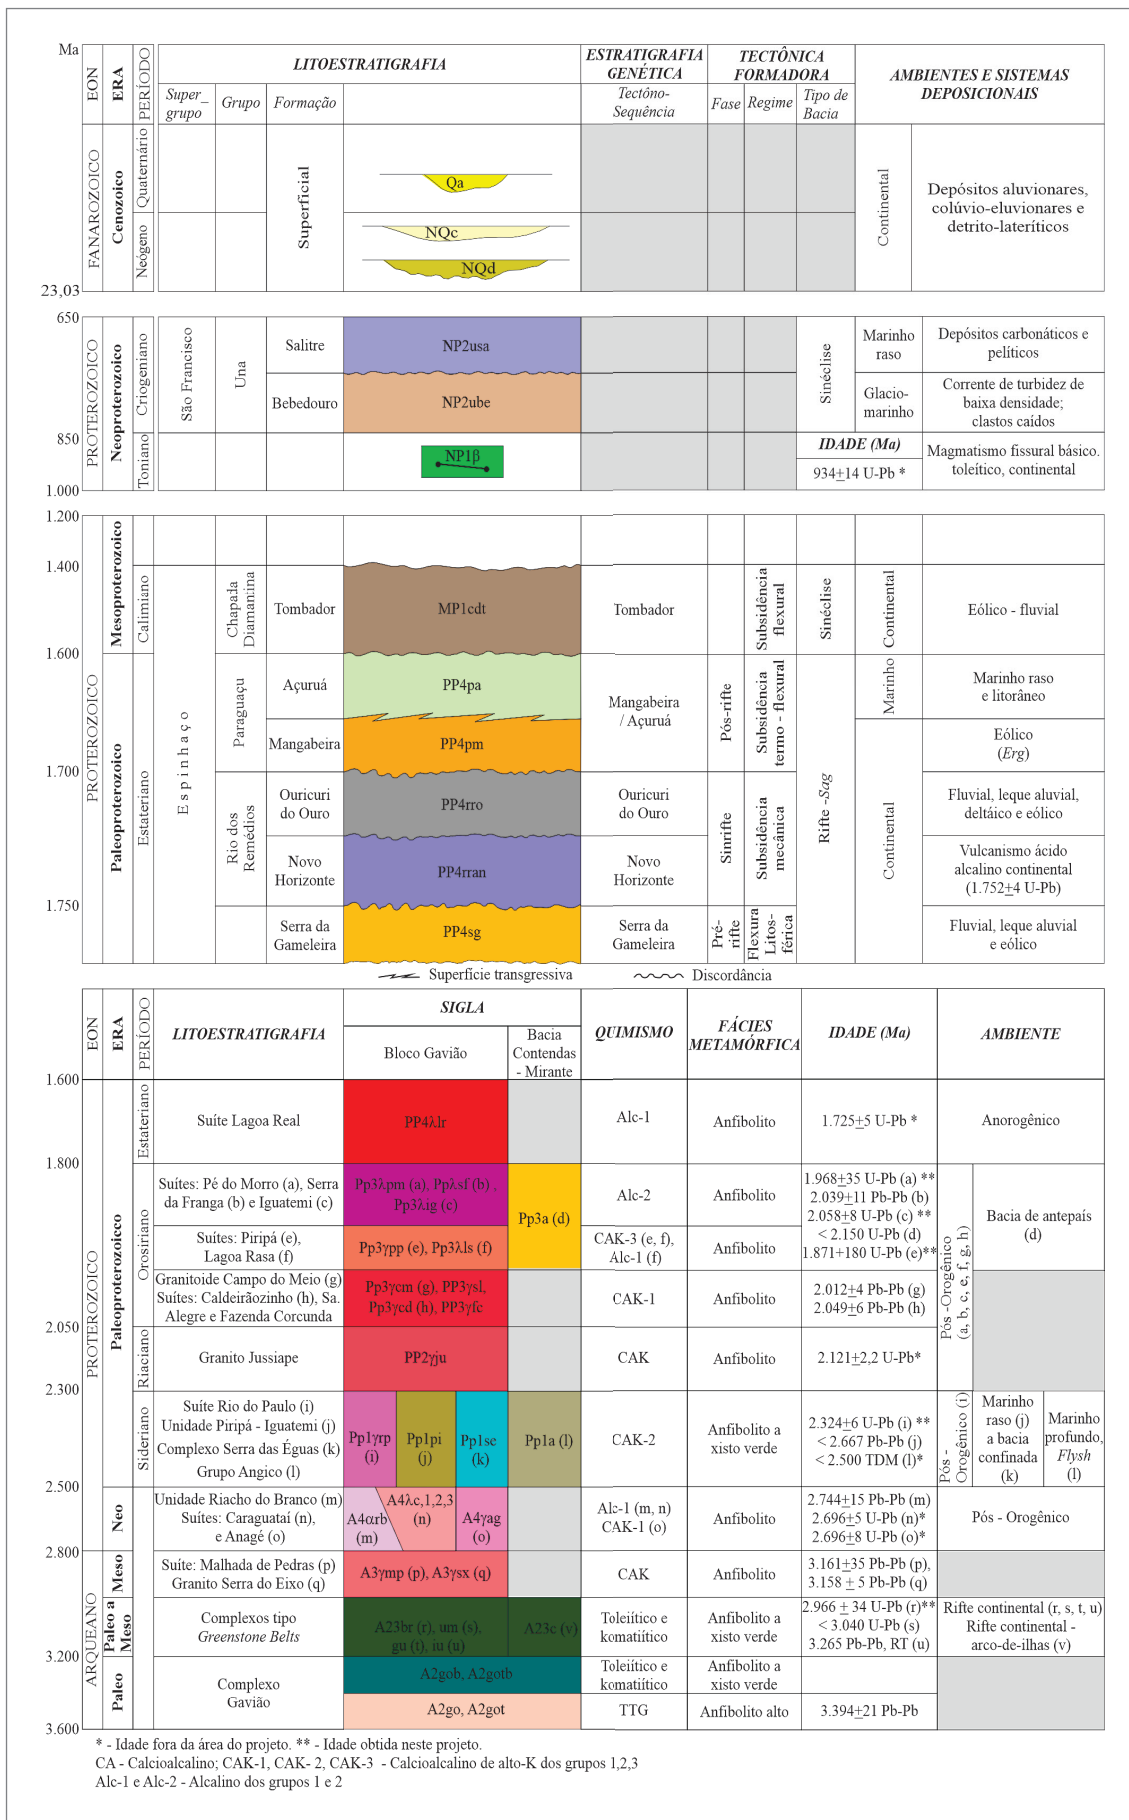 Ma
EON
ERA
PERÍODO
LITOESTRATIGRAFIA
ESTRATIGRAFIA
GENÉTICA
TECTÔNICA
FORMADORA
AMBIENTES E SISTEMAS
DEPOSICIONAIS
Super_
grupo
Grupo
Formação
Tectôno-
Sequência
Fase
Regime
Tipo de
Bacia
FANAROZOICO
Cenozoico
Quaternário
Neógeno
Superficial
Qa
NQc
NQd
Continental
Depósitos aluvionares,
colúvio-eluvionares e
detrito-lateríticos
23,03
650
PROTEROZOICO
Neoproterozoico
Criogeniano
São Francisco
Una
Salitre
NP2usa
Sinéclise
Marinho
raso
Depósitos carbonáticos e
pelíticos
Bebedouro
NP2ube
Glacio-
marinho
Corrente de turbidez de
baixa densidade;
clastos caídos
850
Toniano
NP1β
IDADE (Ma)
934±14 U-Pb *
Magmatismo fissural básico.
toleítico, continental
1.000
1.200
PROTEROZOICO
Mesoproterozoico
1.400
Calimiano
Espinhaço
Chapada
Diamantina
Tombador
MP1cdt
Tombador
Subsidência
flexural
Sinéclise
Continental
Eólico - fluvial
1.600
Paleoproterozoico
Estateriano
Paraguaçu
Açuruá
PP4pa
Mangabeira
/ Açuruá
Pós-rifte
Subsidência
termo - flexural
Rifte -Sag
Marinho
Marinho raso
e litorâneo
Mangabeira
PP4pm
Continental
Eólico
(Erg)
1.700
Rio dos
Remédios
Ouricuri
do Ouro
PP4rro
Ouricuri
do Ouro
Sinrifte
Subsidência
mecânica
Fluvial, leque aluvial,
deltáico e eólico
Novo
Horizonte
PP4rran
Novo
Horizonte
Vulcanismo ácido
alcalino continental
(1.752±4 U-Pb)
1.750
Serra da
Gameleira
PP4sg
Serra da
Gameleira
Pré-
rifte
Flexura
Litos-
férica
Fluvial, leque aluvial
e eólico
Superfície transgressiva
Discordância
EON
ERA
PERÍODO
LITOESTRATIGRAFIA
SIGLA
Bloco Gavião
Bacia
Contendas
- Mirante
QUIMISMO
FÁCIES
METAMÓRFICA
IDADE (Ma)
AMBIENTE
1.600
PROTEROZOICO
Paleoproterozoicco
Estateriano
Suíte Lagoa Real
PP4λlr
Alc-1
Anfibolito
1.725±5 U-Pb *
Anorogênico
1.800
Orosiriano
Suítes: Pé do Morro (a), Serra
da Franga (b) e Iguatemi (c)
Pp3λpm (a), Ppλsf (b) ,
Pp3λig (c)
Pp3a (d)
Alc-2
Anfibolito
1.968±35 U-Pb (a) **
2.039±11 Pb-Pb (b)
2.058±8 U-Pb (c) **
< 2.150 U-Pb (d)
1.871±180 U-Pb (e)**
Pós -Orogênico
(a, b, c, e, f, g, h)
Bacia de antepaís
(d)
Suítes: Piripá (e),
Lagoa Rasa (f)
Pp3γpp (e), Pp3λls (f)
CAK-3 (e, f),
Alc-1 (f)
Anfibolito
Granitoide Campo do Meio (g)
Suítes: Caldeirãozinho (h), Sa.
Alegre e Fazenda Corcunda
Pp3γcm (g), PP3γsl,
Pp3γcd (h), PP3γfc
CAK-1
Anfibolito
2.012±4 Pb-Pb (g)
2.049±6 Pb-Pb (h)
2.050
Riaciano
Granito Jussiape
PP2γju
CAK
Anfibolito
2.121±2,2 U-Pb*
2.300
Sideriano
Suíte Rio do Paulo (i)
Unidade Piripá - Iguatemi (j)
Complexo Serra das Éguas (k)
Grupo Angico (l)
Pp1γrp
(i)
Pp1pi
(j)
Pp1se
(k)
Pp1a (l)
CAK-2
Anfibolito a
xisto verde
2.324±6 U-Pb (i) **
< 2.667 Pb-Pb (j)
< 2.500 TDM (l)*
Pós -
Orogênico (i)
Marinho
raso (j)
a bacia
confinada
(k)
Marinho
profundo,
Flysh
(l)
2.500
ARQUEANO
Neo
Unidade Riacho do Branco (m)
Suítes: Caraguataí (n),
e Anagé (o)
A4αrb
(m)
A4λc,1,2,3
(n)
A4γag
(o)
Alc-1 (m, n)
CAK-1 (o)
Anfibolito
2.744±15 Pb-Pb (m)
2.696±5 U-Pb (n)*
2.696±8 U-Pb (o)*
Pós - Orogênico
2.800
Meso
Suíte: Malhada de Pedras (p)
Granito Serra do Eixo (q)
A3γmp (p), A3γsx (q)
CAK
Anfibolito
3.161±35 Pb-Pb (p),
3.158 ± 5 Pb-Pb (q)
Paleo a
Meso
Complexos tipo
Greenstone Belts
A23br (r), um (s),
gu (t), iu (u)
A23c (v)
Toleiítico e
komatiítico
Anfibolito a
xisto verde
2.966 ± 34 U-Pb (r)**
< 3.040 U-Pb (s)
3.265 Pb-Pb, RT (u)
Rifte continental (r, s, t, u)
Rifte continental -
arco-de-ilhas (v)
3.200
Paleo
Complexo
Gavião
A2gob, A2gotb
Toleiítico e
komatiítico
Anfibolito a
xisto verde
A2go, A2got
TTG
Anfibolito alto
3.394±21 Pb-Pb
3.600
* - Idade fora da área do projeto. ** - Idade obtida neste projeto.
CA - Calcioalcalino; CAK-1, CAK- 2, CAK-3 - Calcioalcalino de alto-K dos grupos 1,2,3
Alc-1 e Alc-2 - Alcalino dos grupos 1 e 2